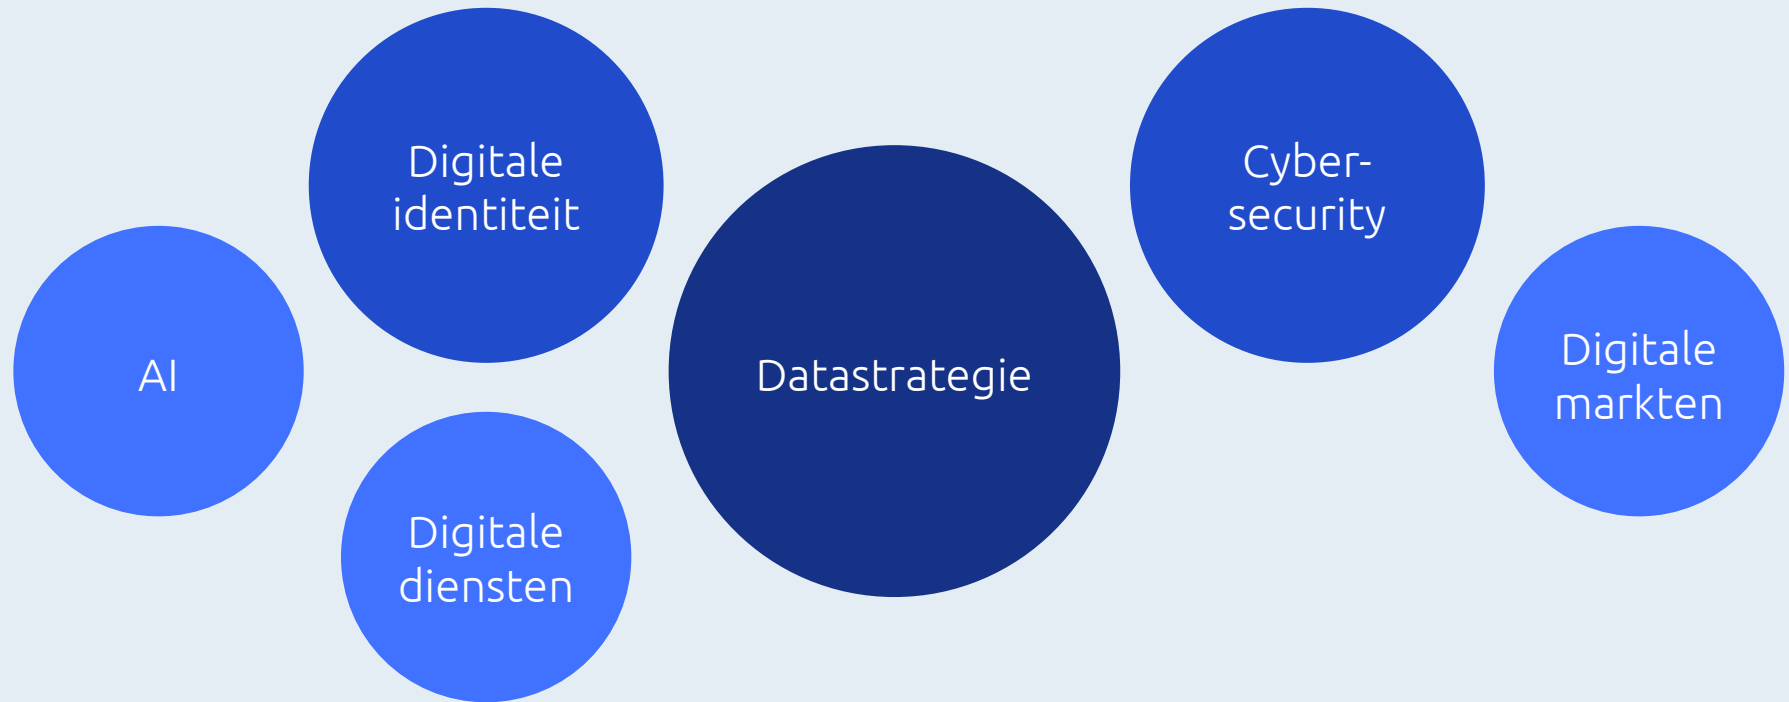 Digitale
identiteit
Cyber-
security
AI
Datastrategie
Digitale
markten
Digitale
diensten